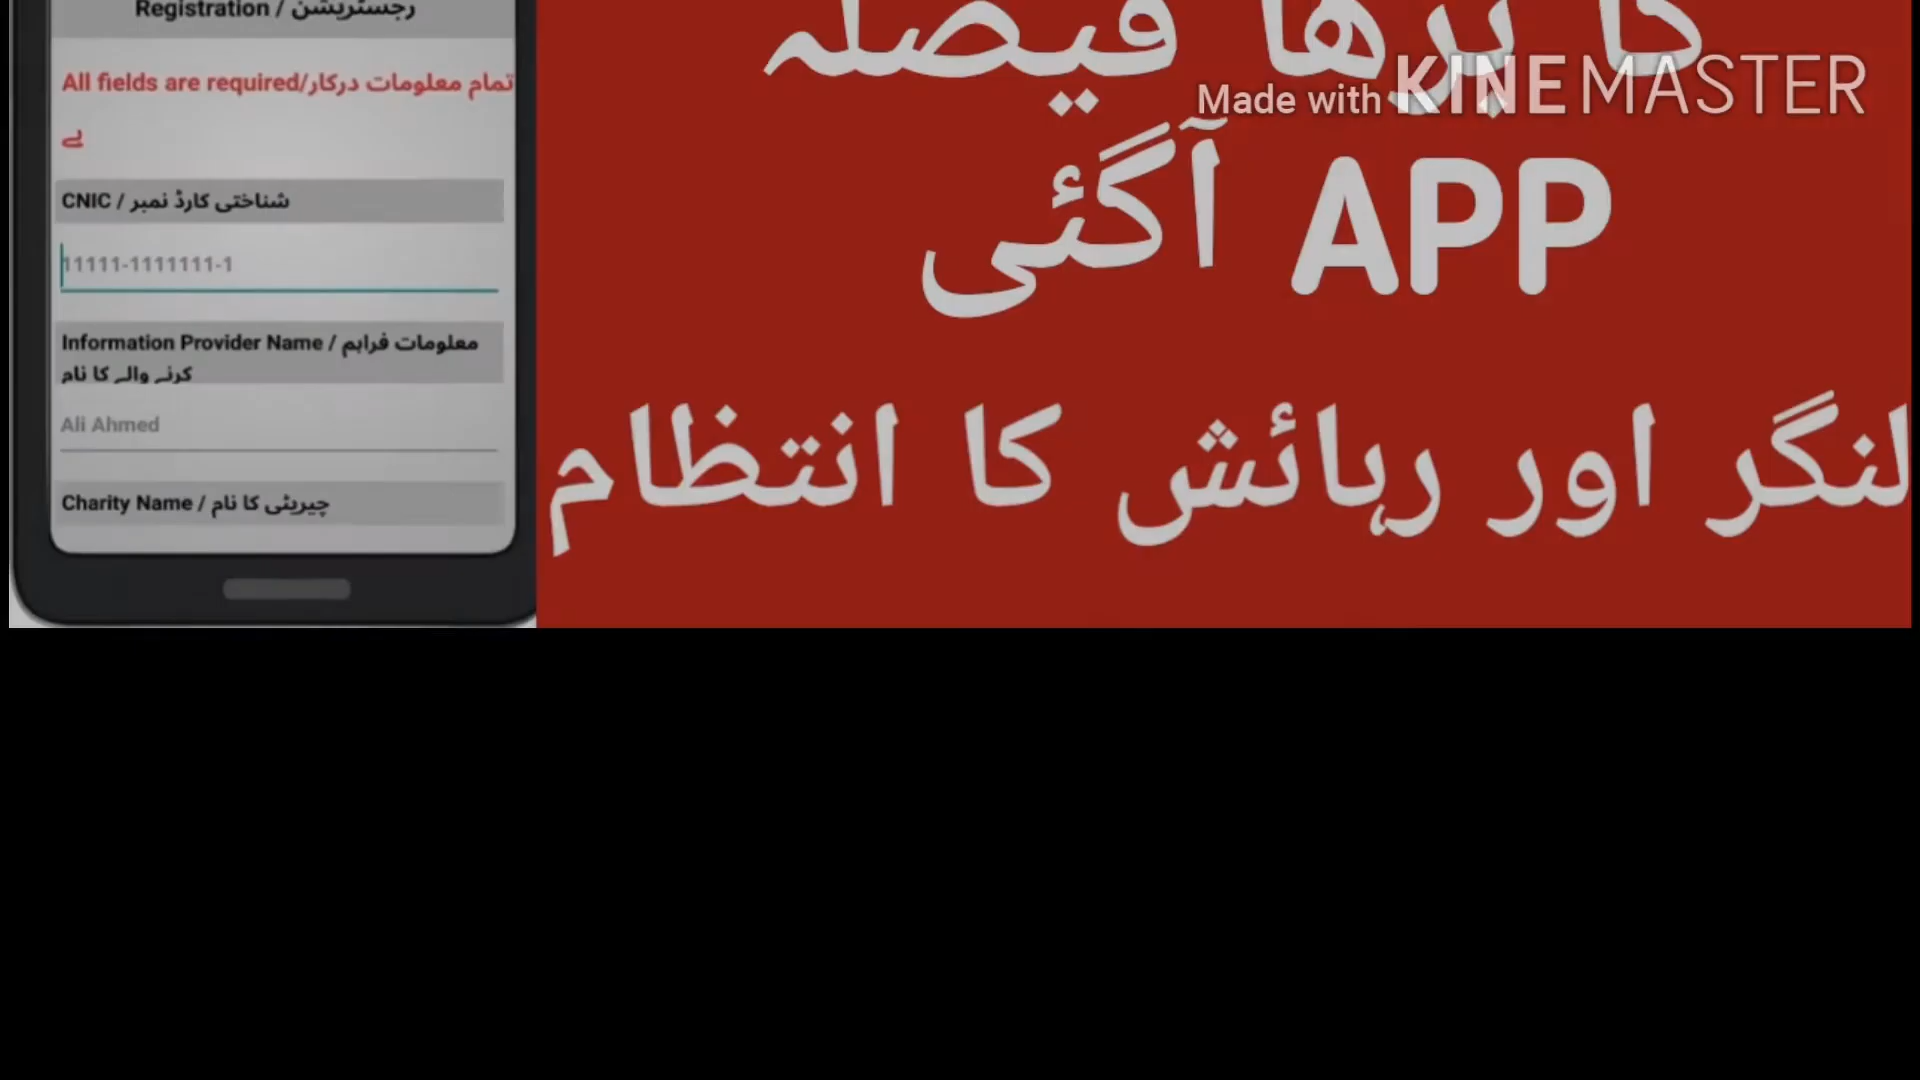 Registration / رجسٹریشن
All fields are required/تمام معلومات درکار
ہے
CNIC / شناختی کارڈ نمبر
11111-1111111-1
Information Provider Name / معلومات فراہم
کرنے والے کا نام
Ali Ahmed
Charity Name / چیریٹی کا نام
کا بڑھا فیصلہ
Made with KINEMASTER
APP آگئی
لنگر اور رہائش کا انتظام